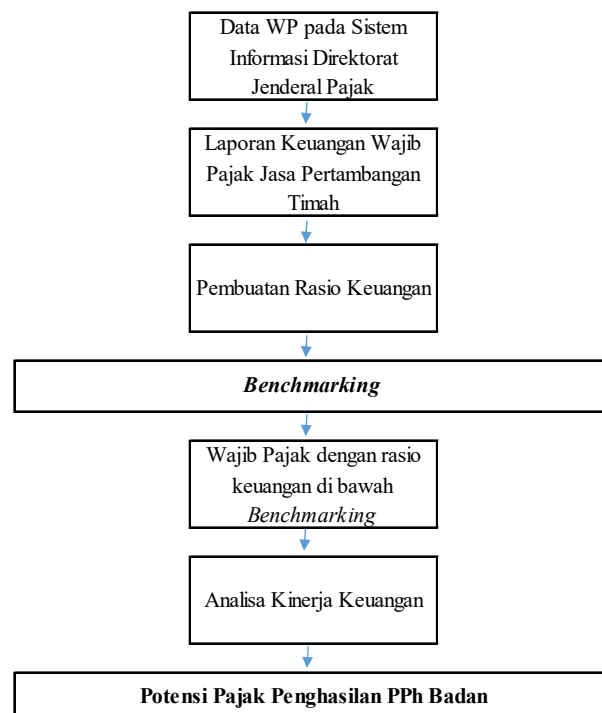 Data WP pada Sistem
Informasi Direktorat
Jenderal Pajak
Laporan Keuangan Wajib
Pajak Jasa Pertambangan
Timah
Pembuatan Rasio Keuangan
Benchmarking
Wajib Pajak dengan rasio
keuangan di bawah
Benchmarking
Analisa Kinerja Keuangan
Potensi Pajak Penghasilan PPh Badan